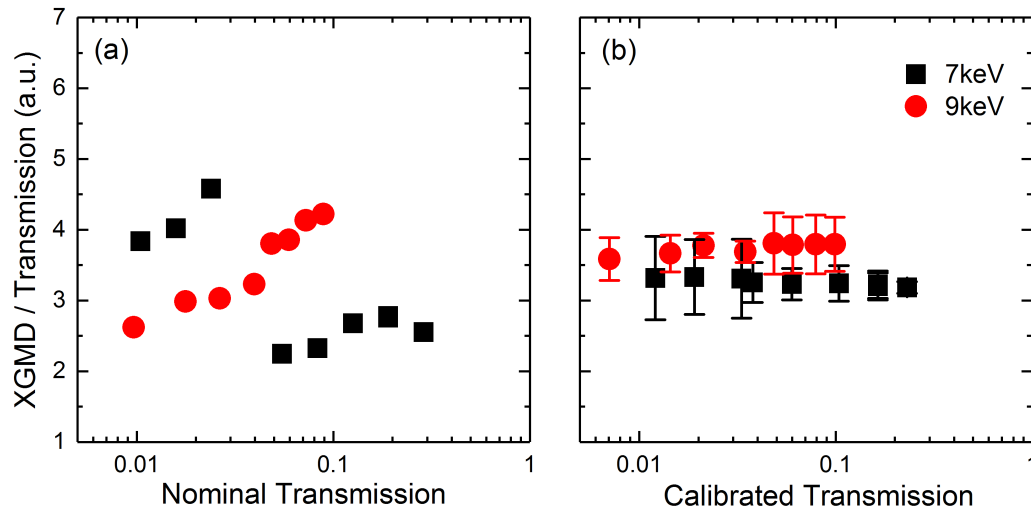 XGMD / Transmission (a.u.)
7
6
5
4
3
2
1
(a)
0.01
0.1
1
Nominal Transmission
(b)
7keV
9keV
0.01
0.1
1
Calibrated Transmission